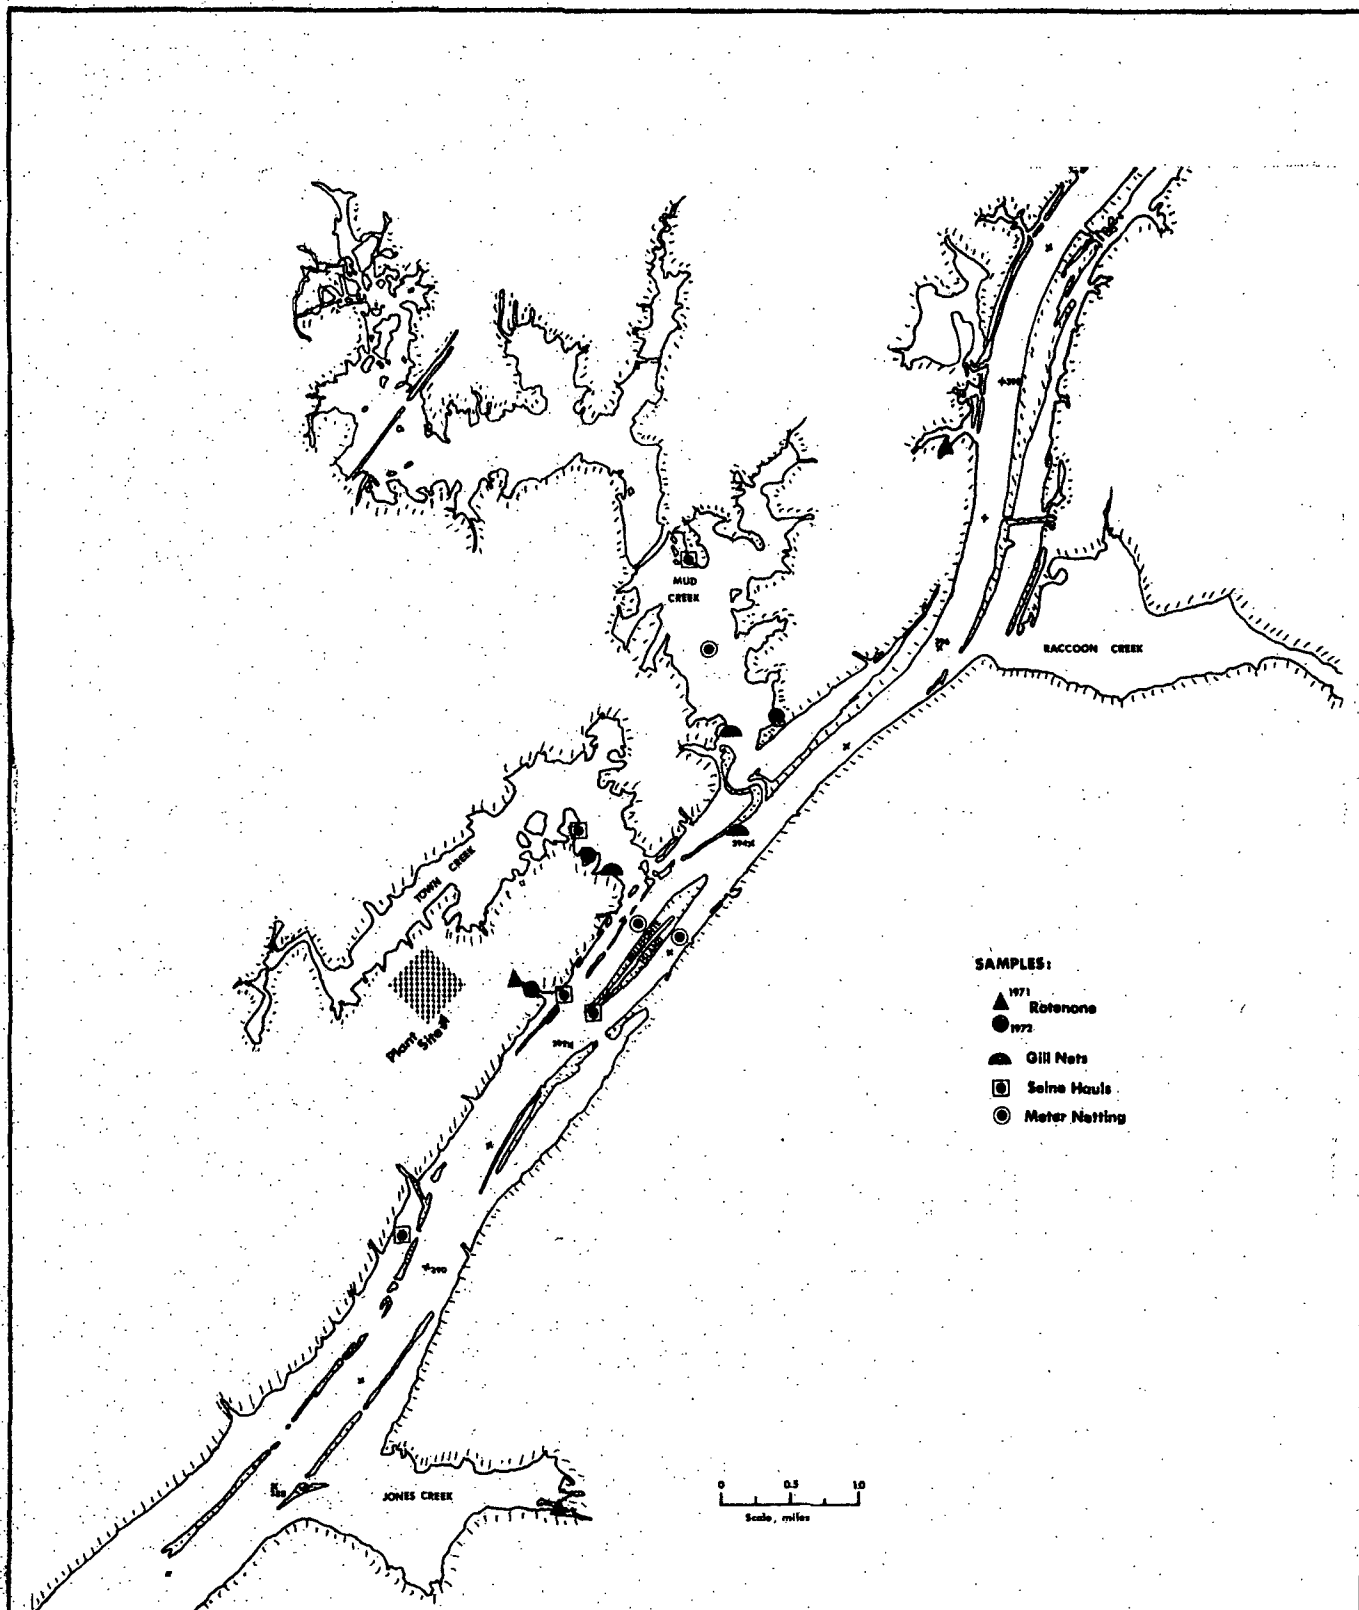 MUD
CREEK
RACCOON CREEK
TOWN CREEK
Plant
Site
390
JONES CREEK
SAMPLES:
1971
Rotenone
1972
Gill Nets
Seine Hauls
Meter Netting
0 0.5 1.0
Scale, miles